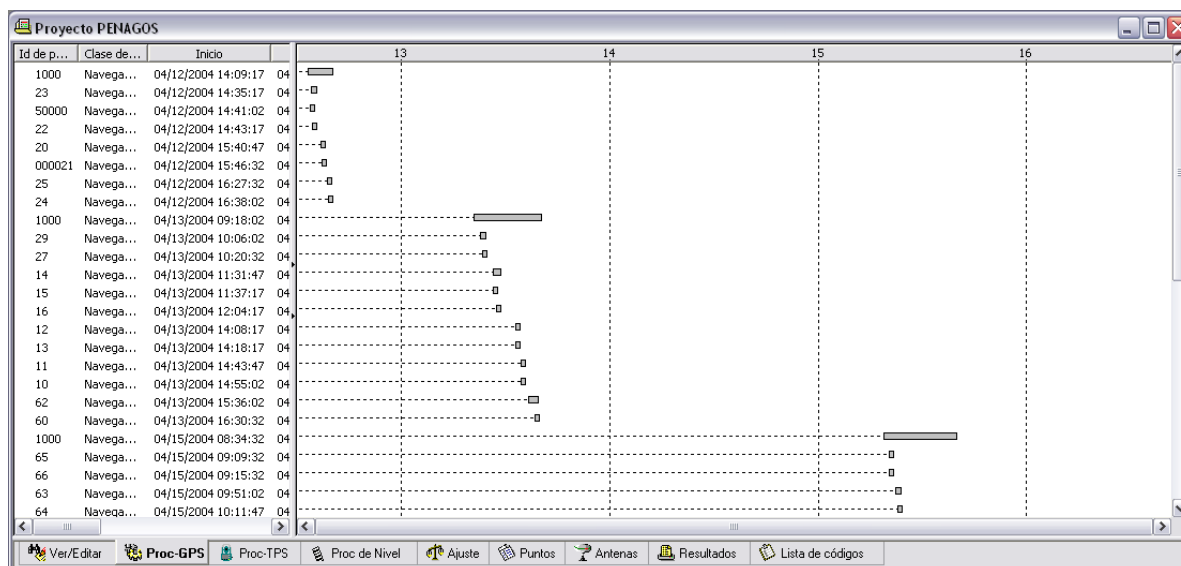 Proyecto PENAGOS
Id de p... Clase de... Inicio 13 14 15 16
1000 Navega... 04/12/2004 14:09:17 04
23 Navega... 04/12/2004 14:35:17 04
50000 Navega... 04/12/2004 14:41:02 04
22 Navega... 04/12/2004 14:43:17 04
20 Navega... 04/12/2004 15:40:47 04
000021 Navega... 04/12/2004 15:46:32 04
25 Navega... 04/12/2004 16:27:32 04
24 Navega... 04/12/2004 16:38:02 04
1000 Navega... 04/13/2004 09:18:02 04
29 Navega... 04/13/2004 10:06:02 04
27 Navega... 04/13/2004 10:20:32 04
14 Navega... 04/13/2004 11:31:47 04
15 Navega... 04/13/2004 11:37:17 04
16 Navega... 04/13/2004 12:04:17 04
12 Navega... 04/13/2004 14:08:17 04
13 Navega... 04/13/2004 14:18:17 04
11 Navega... 04/13/2004 14:43:47 04
10 Navega... 04/13/2004 14:55:02 04
62 Navega... 04/13/2004 15:36:02 04
60 Navega... 04/13/2004 16:30:32 04
1000 Navega... 04/15/2004 08:34:32 04
65 Navega... 04/15/2004 09:09:32 04
66 Navega... 04/15/2004 09:15:32 04
63 Navega... 04/15/2004 09:51:02 04
64 Navega... 04/15/2004 10:11:47 04
Ver/Editar Proc-GPS Proc-TPS Proc de Nivel Ajuste Puntos Antenas Resultados Lista de códigos